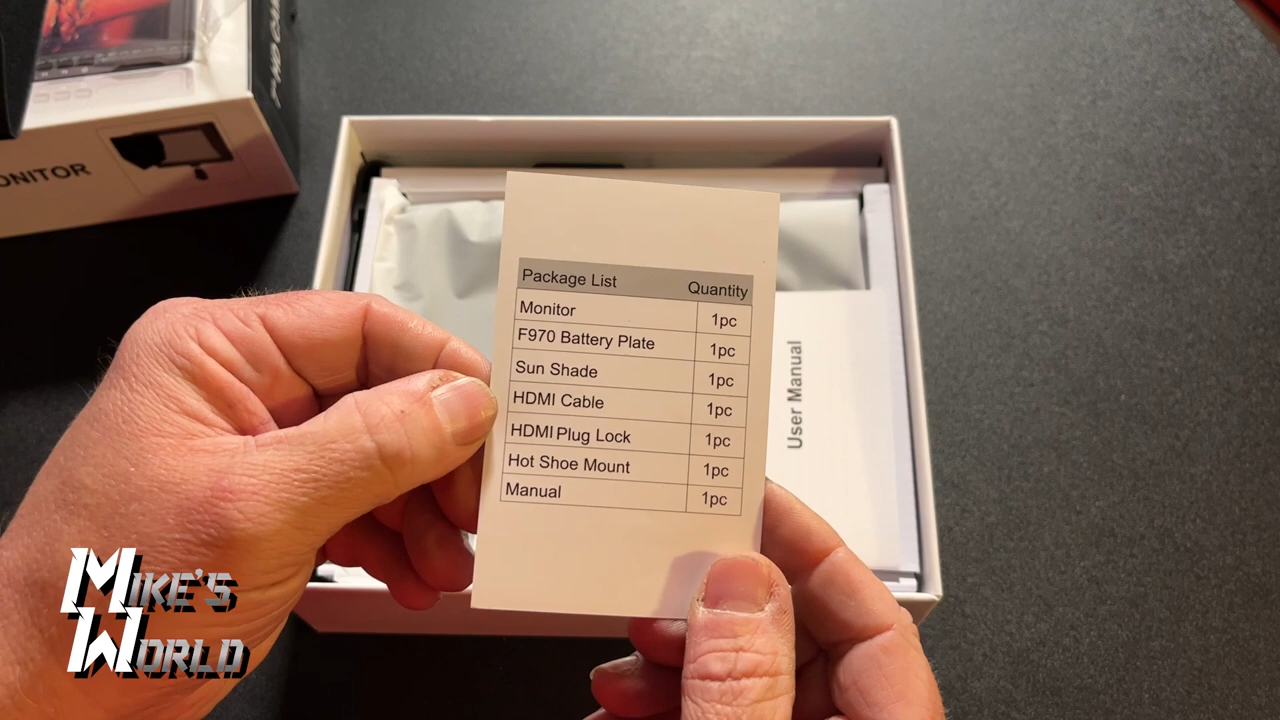 ONITOR
Package List Quantity
Monitor 1pc
F970 Battery Plate 1pc
Sun Shade 1pc
HDMI Cable 1pc
HDMI Plug Lock 1pc
Hot Shoe Mount 1pc
Manual 1pc
User Manual
MIKE'S
WORLD